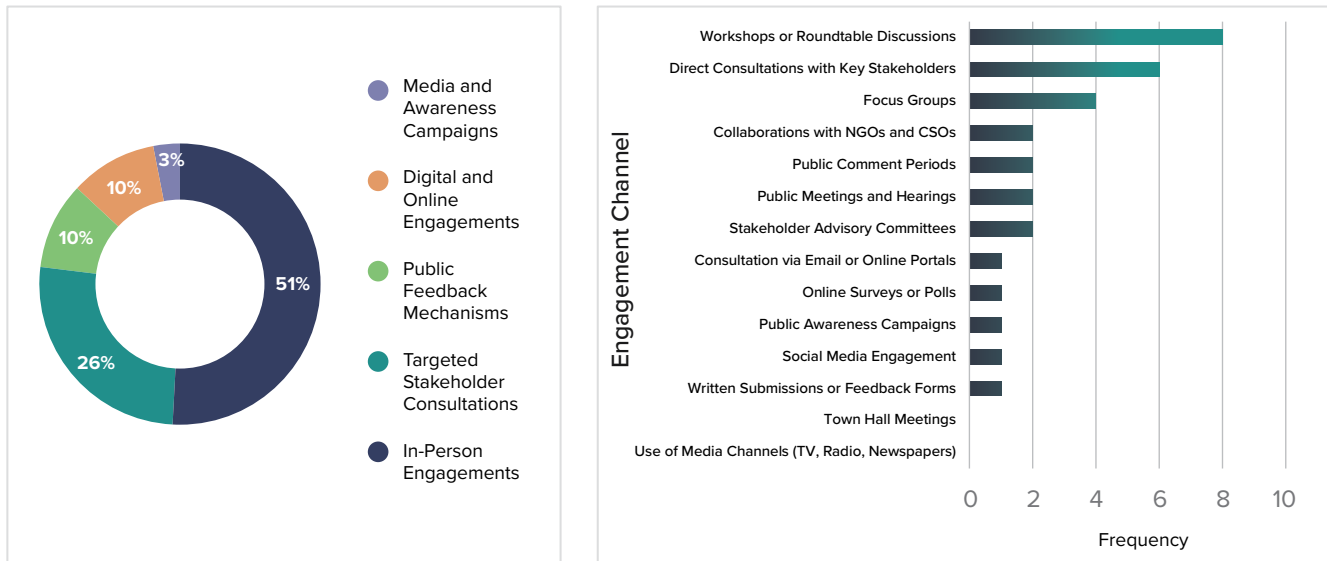 3%
10%
10%
26%
51%
Media and
Awareness
Campaigns
Digital and
Online
Engagements
Public
Feedback
Mechanisms
Targeted
Stakeholder
Consultations
In-Person
Engagements
Engagement Channel
Workshops or Roundtable Discussions
Direct Consultations with Key Stakeholders
Focus Groups
Collaborations with NGOs and CSOs
Public Comment Periods
Public Meetings and Hearings
Stakeholder Advisory Committees
Consultation via Email or Online Portals
Online Surveys or Polls
Public Awareness Campaigns
Social Media Engagement
Written Submissions or Feedback Forms
Town Hall Meetings
Use of Media Channels (TV, Radio, Newspapers)
0 2 4 6 8 10
Frequency